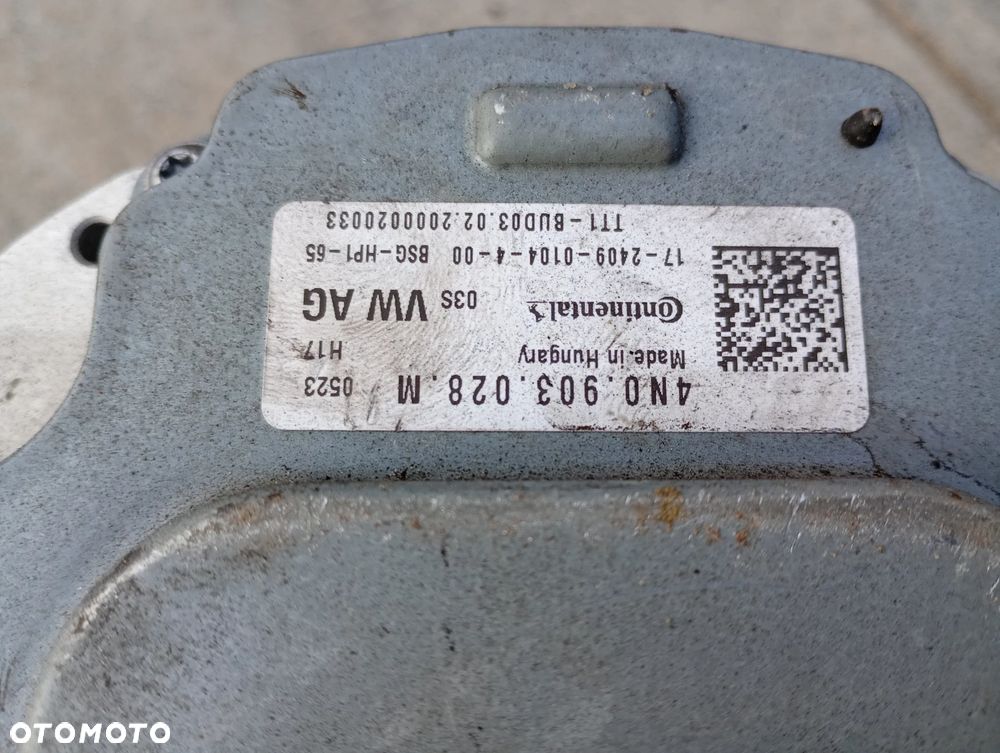 4N0.903.028.M 0523
Made.in Hungary H17
Continental 03S VW AG
17-2409-0104-4-00 BSG-HP1-65
TT1-BUD03.02.2000020033
OTOMOTO